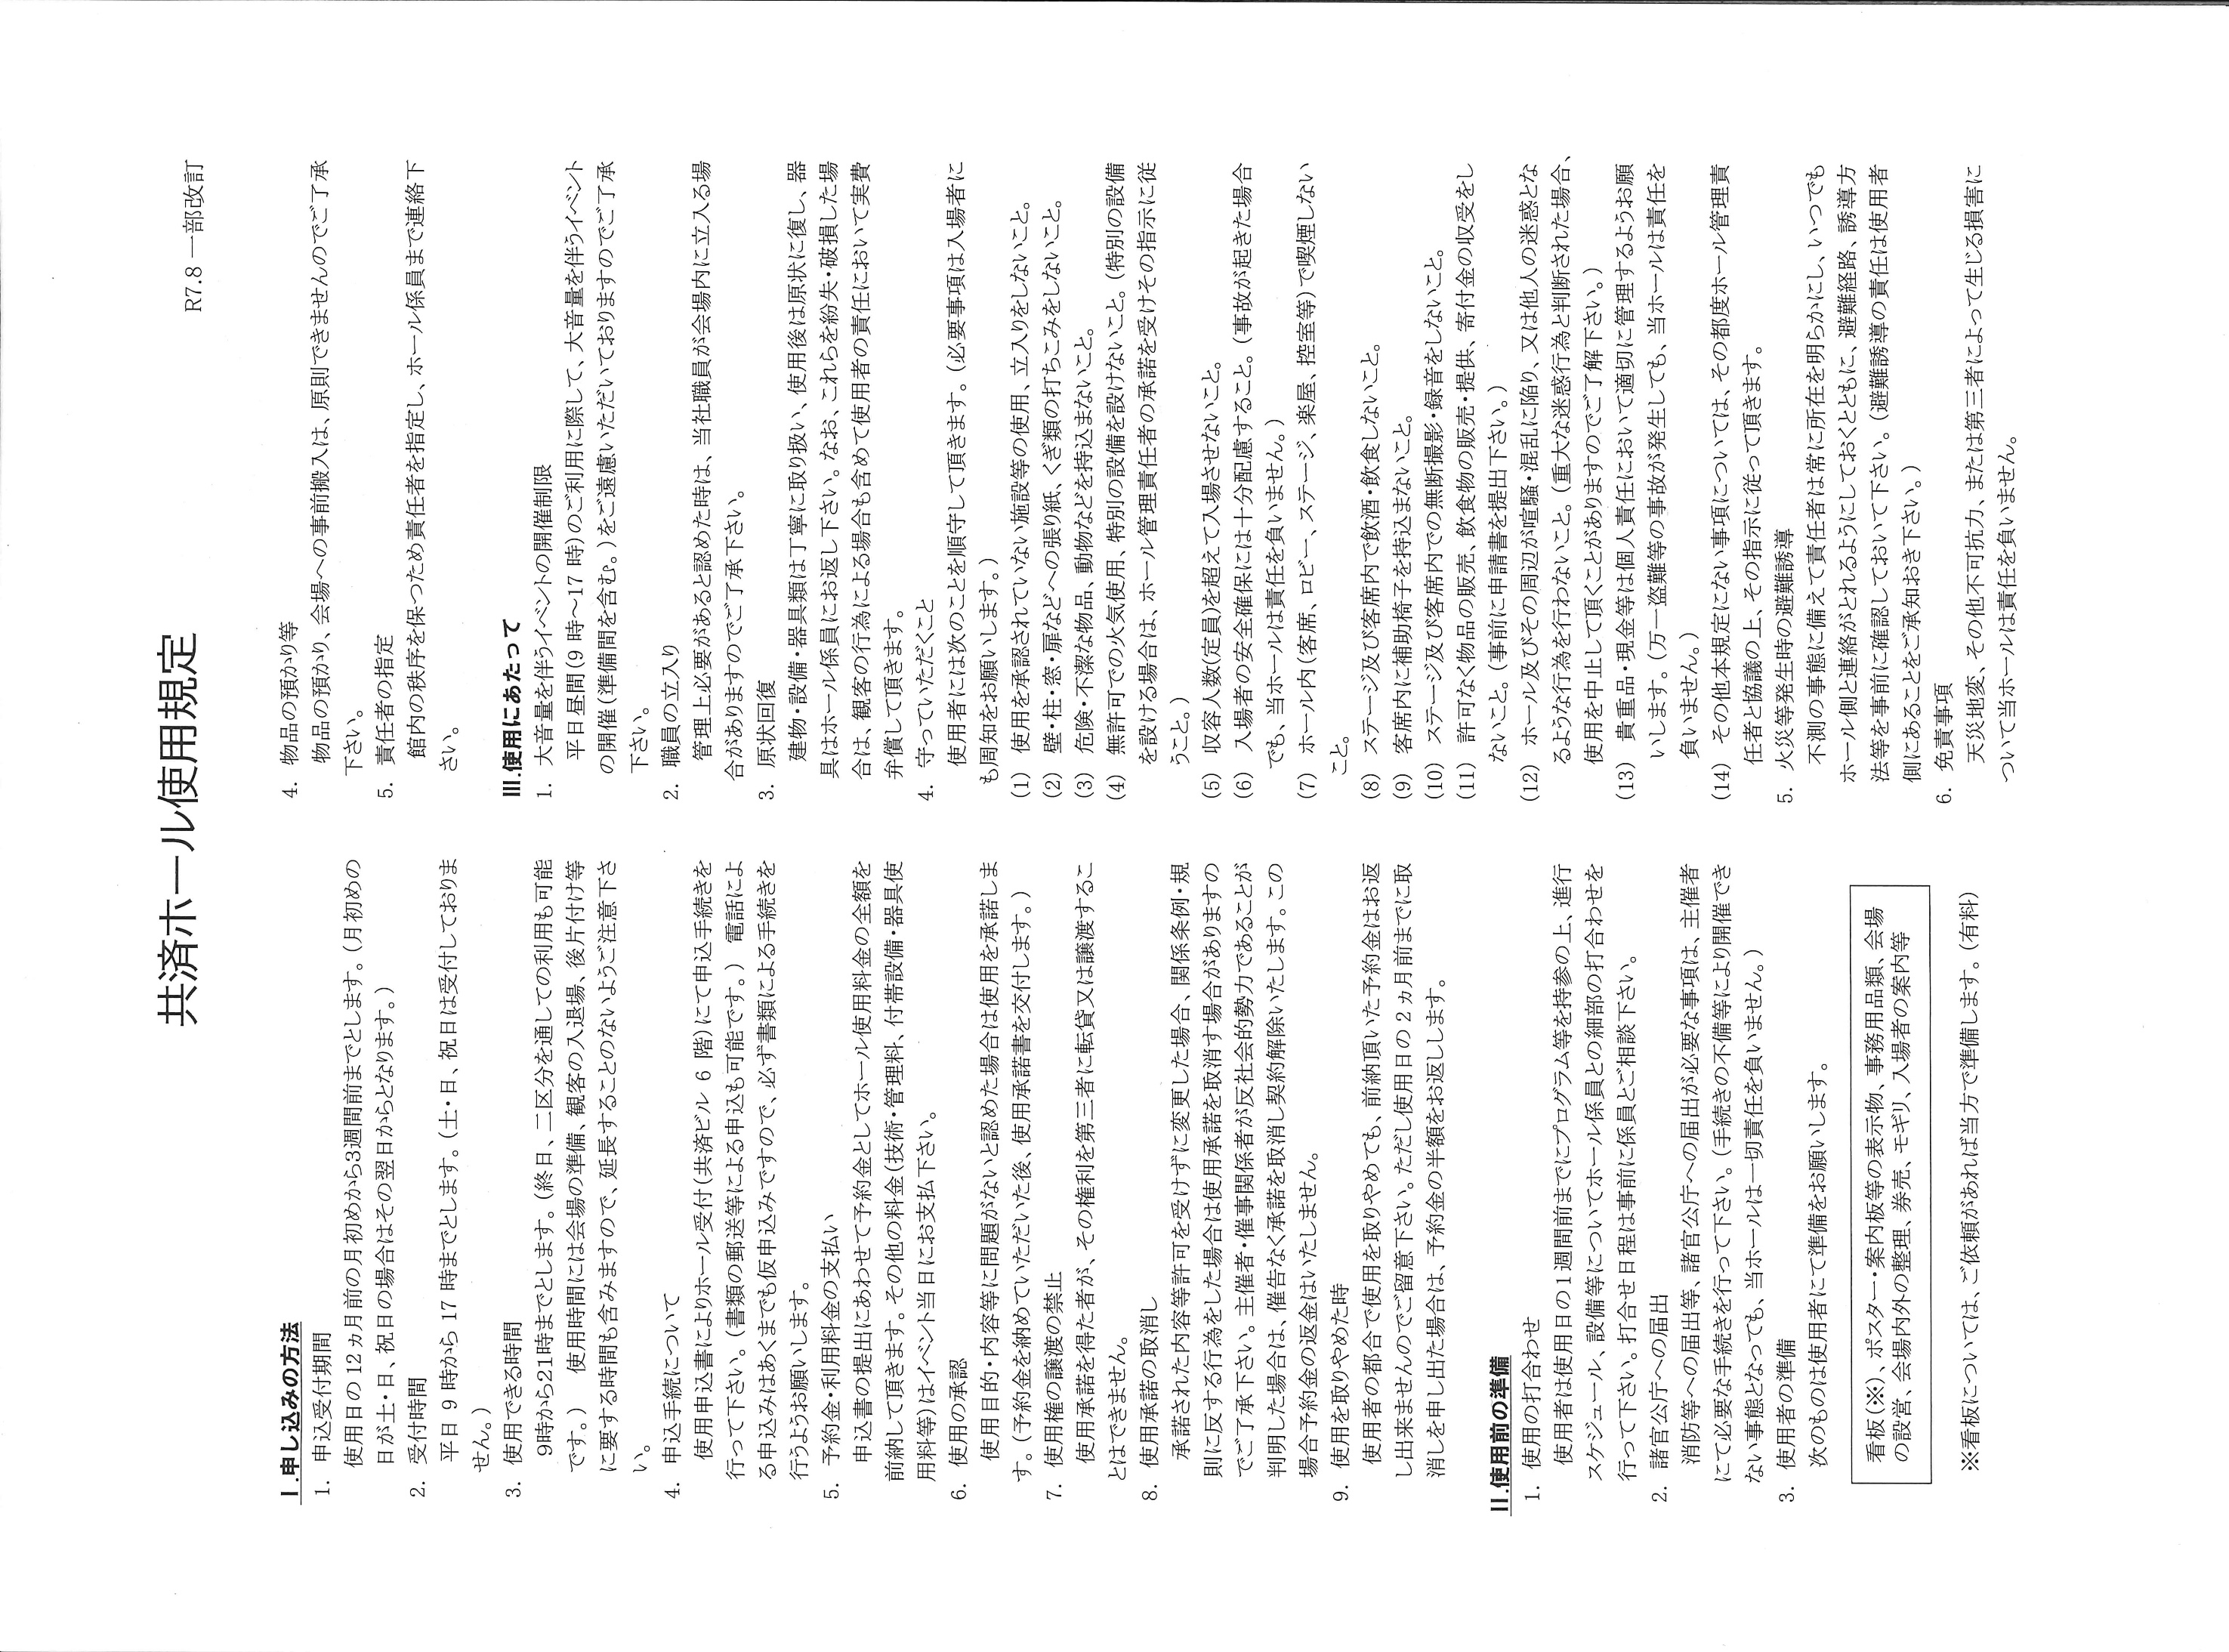 共済ホール使用規定
R7.8 一部改訂
I.申し込みの方法
1. 申込受付期間
使用日の12ヵ月前の月初めから3週間前までとします。(月初めの
日が土・日、祝日の場合はその翌日からとなります。)
2. 受付時間
平日 9 時から 17 時までとします。(土・日、祝日は受付しておりま
せん。)
3. 使用できる時間
9時から21時までとします。(終日、二区分を通しての利用も可能
です。) 使用時間には会場の準備、観客の入退場、後片付け等
に要する時間も含みますので、延長することのないようご注意下さ
い。
4. 申込手続について
使用申込書によりホール受付(共済ビル 6 階)にて申込手続きを
行って下さい。(書類の郵送等による申込も可能です。) 電話によ
る申込みはあくまでも仮申込みですので、必ず書類による手続きを
行うようお願いします。
5. 予約金・利用料金の支払い
申込書の提出にあわせて予約金としてホール使用料金の全額を
前納して頂きます。その他の料金(技術・管理料、付帯設備・器具使
用料等)はイベント当日にお支払下さい。
6. 使用の承認
使用目的・内容等に問題がないと認めた場合は使用を承諾しま
す。(予約金を納めていただいた後、使用承諾書を交付します。)
7. 使用権の譲渡の禁止
使用承諾を得た者が、その権利を第三者に転貸又は譲渡するこ
とはできません。
8. 使用承諾の取消し
承諾された内容等許可を受けずに変更した場合、関係条例・規
則に反する行為をした場合は使用承諾を取消す場合がありますの
でご了承下さい。主催者・催事関係者が反社会的勢力であることが
判明した場合は、催告なく承諾を取消し契約解除いたします。この
場合予約金の返金はいたしません。
9. 使用を取りやめた時
使用者の都合で使用を取りやめても、前納頂いた予約金はお返
し出来ませんのでご留意下さい。ただし使用日の2ヵ月前までに取
消しを申し出た場合は、予約金の半額をお返しします。
II.使用前の準備
1. 使用の打合わせ
使用者は使用日の1週間前までにプログラム等を持参の上、進行
スケジュール、設備等についてホール係員との細部の打合わせを
行って下さい。打合せ日程は事前に係員とご相談下さい。
2. 諸官公庁への届出
消防等への届出等、諸官公庁への届出が必要な事項は、主催者
にて必要な手続きを行って下さい。(手続きの不備等により開催でき
ない事態となっても、当ホールは一切責任を負いません。)
3. 使用者の準備
次のものは使用者にて準備をお願いします。
看板(※)、ポスター・案内板等の表示物、事務用品類、会場
の設営、会場内外の整理、券売、モギリ、入場者の案内等
※看板については、ご依頼があれば当方で準備します。(有料)
4. 物品の預かり等
物品の預かり、会場への事前搬入は、原則できませんのでご了承
下さい。
5. 責任者の指定
館内の秩序を保つため責任者を指定し、ホール係員まで連絡下
さい。
III.使用にあたって
1. 大音量を伴うイベントの開催制限
平日昼間(9 時～17 時)のご利用に際して、大音量を伴うイベント
の開催(準備間を含む。)をご遠慮いただいておりますのでご了承
下さい。
2. 職員の立入り
管理上必要があると認めた時は、当社職員が会場内に立入る場
合がありますのでご了承下さい。
3. 原状回復
建物・設備・器具類は丁寧に取り扱い、使用後は原状に復し、器
具はホール係員にお返し下さい。なお、これらを紛失・破損した場
合は、観客の行為による場合も含めて使用者の責任において実費
弁償して頂きます。
4. 守っていただくこと
使用者には次のことを順守して頂きます。(必要事項は入場者に
も周知をお願いします。)
(1) 使用を承認されていない施設等の使用、立入りをしないこと。
(2) 壁・柱・窓・扉などへの張り紙、くぎ類の打ちこみをしないこと。
(3) 危険・不潔な物品、動物などを持込まないこと。
(4) 無許可での火気使用、特別の設備を設けないこと。(特別の設備
を設ける場合は、ホール管理責任者の承諾を受けその指示に従
うこと。)
(5) 収容人数(定員)を超えて入場させないこと。
(6) 入場者の安全確保には十分配慮すること。(事故が起きた場合
でも、当ホールは責任を負いません。)
(7) ホール内(客席、ロビー、ステージ、楽屋、控室等)で喫煙しない
こと。
(8) ステージ及び客席内で飲酒・飲食しないこと。
(9) 客席内に補助椅子を持込まないこと。
(10) ステージ及び客席内での無断撮影・録音をしないこと。
(11) 許可なく物品の販売、飲食物の販売・提供、寄付金の収受をし
ないこと。(事前に申請書を提出下さい。)
(12) ホール及びその周辺が喧騒・混乱に陥り、又は他人の迷惑とな
るような行為を行わないこと。(重大な迷惑行為と判断された場合、
使用を中止して頂くことがありますのでご了解下さい。)
(13) 貴重品・現金等は個人責任において適切に管理するようお願
いします。(万一盗難等の事故が発生しても、当ホールは責任を
負いません。)
(14) その他本規定にない事項については、その都度ホール管理責
任者と協議の上、その指示に従って頂きます。
5. 火災等発生時の避難誘導
不測の事態に備えて責任者は常に所在を明らかにし、いつでも
ホール側と連絡がとれるようにしておくとともに、避難経路、誘導方
法等を事前に確認しておいて下さい。(避難誘導の責任は使用者
側にあることをご承知おき下さい。)
6. 免責事項
天災地変、その他不可抗力、または第三者によって生じる損害に
ついて当ホールは責任を負いません。